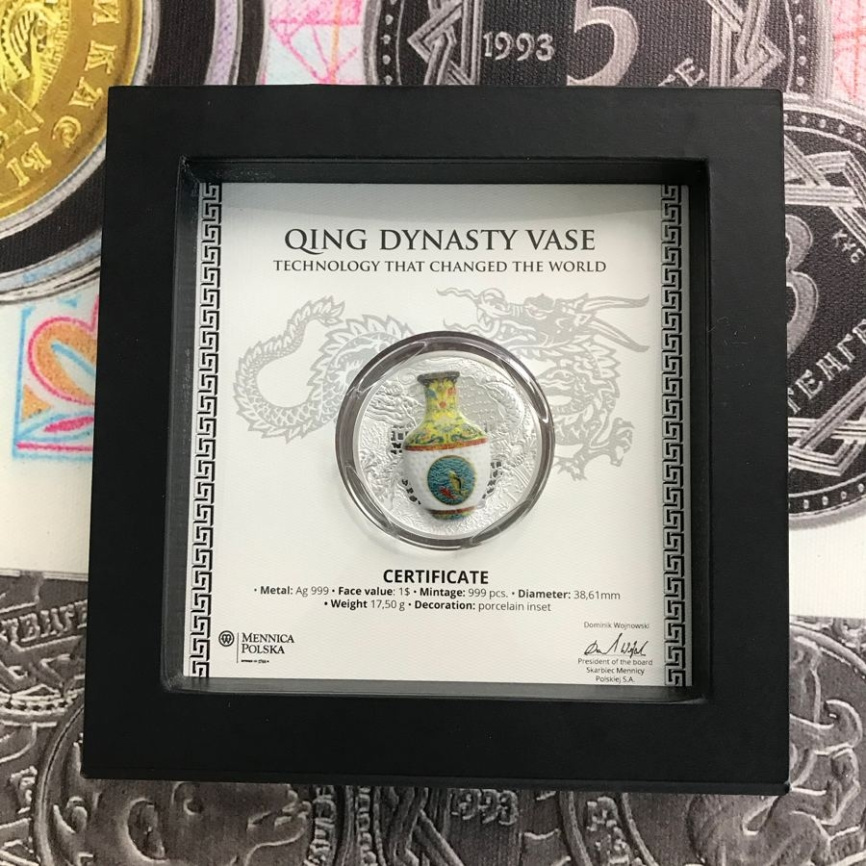 1993
5
QING DYNASTY VASE
TECHNOLOGY THAT CHANGED THE WORLD
CERTIFICATE
• Metal: Ag 999 • Face value: 1$ • Mintage: 999 pcs. • Diameter: 38,61mm
• Weight 17,50 g • Decoration: porcelain inset
MENNICA
POLSKA
Dominik Wojnowski
President of the board
Skarbiec Mennicy
Polskiej S.A.
1993